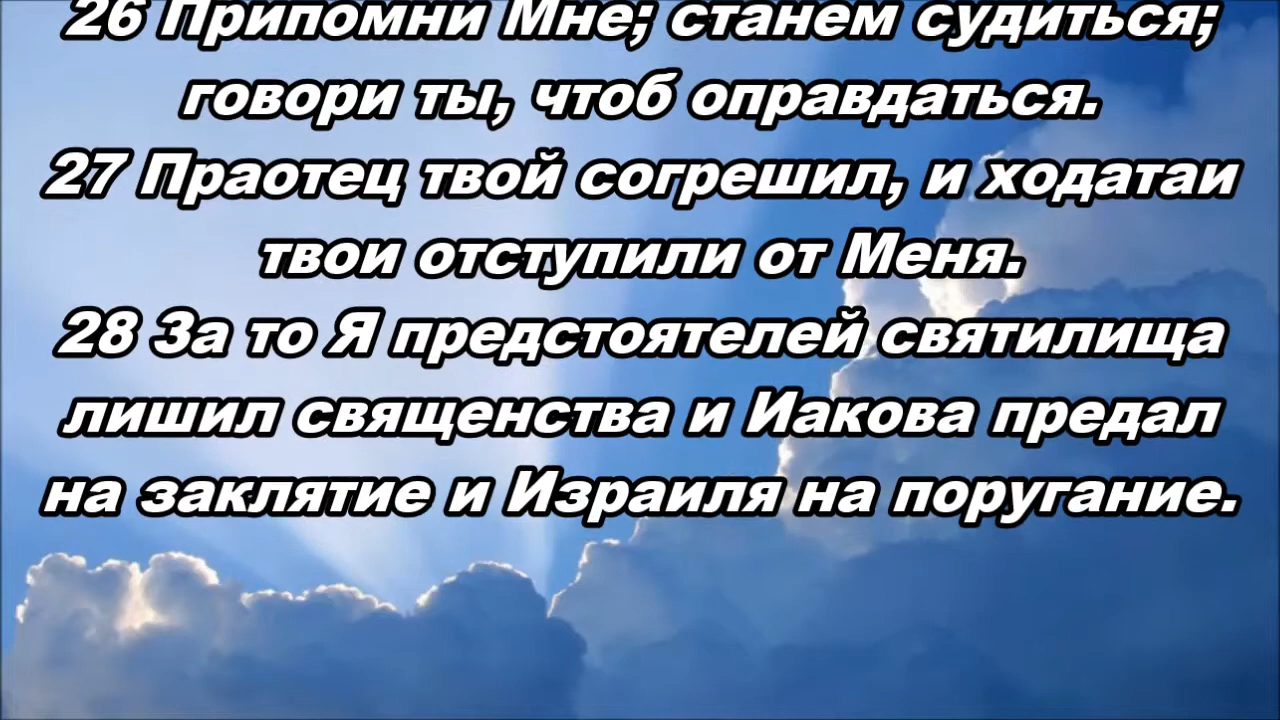 26 Припомни Мне; станем судиться;
говори ты, чтоб оправдаться.
27 Праотец твой согрешил, и ходатаи
твои отступили от Меня.
28 За то Я предстоятелей святилища
лишил священства и Иакова предал
на заклятие и Израиля на поругание.